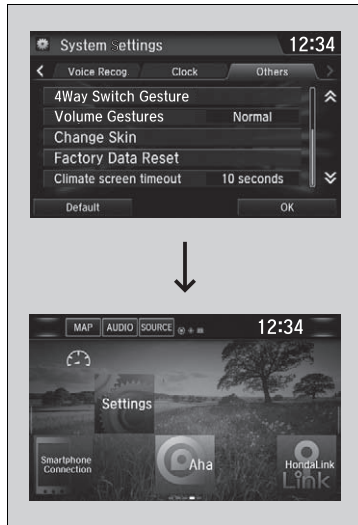 System Settings 12:34
Voice Recog. Clock Others
4Way Switch Gesture
Volume Gestures Normal
Change Skin
Factory Data Reset
Climate screen timeout 10 seconds
Default OK
MAP AUDIO SOURCE 12:34
Settings
Smartphone
Connection
Aha
HondaLink
Link